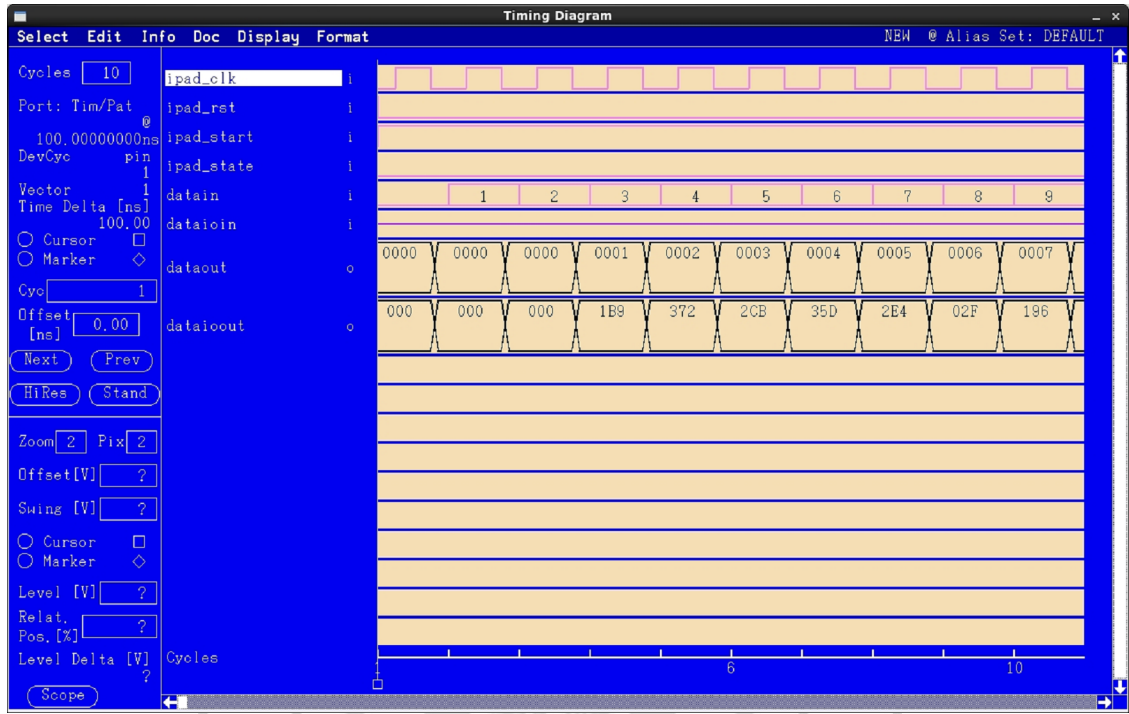 Timing Diagram
Select Edit Info Doc Display Format NEW @ Alias Set: DEFAULT
Cycles 10
Port: Tim/Pat
@
100.00000000ns
DevCyc pin
1
Vector 1
Time Delta [ns]
100.00
Cursor
Marker
Cyc 1
Offset
[ns] 0.00
Next Prev
HiRes Stand
Zoom 2 Pix 2
Offset[V] ?
Swing [V] ?
Cursor
Marker
Level [V] ?
Relat.
Pos.[%] ?
Level Delta [V]
?
Scope
ipad_clk i
ipad_rst i
ipad_start i
ipad_state i
datain i 1 2 3 4 5 6 7 8 9
dataioin i
dataout o 0000 0000 0000 0001 0002 0003 0004 0005 0006 0007
dataioout o 000 000 000 1B9 372 2CB 35D 2E4 02F 196
Cycles
1 6 10